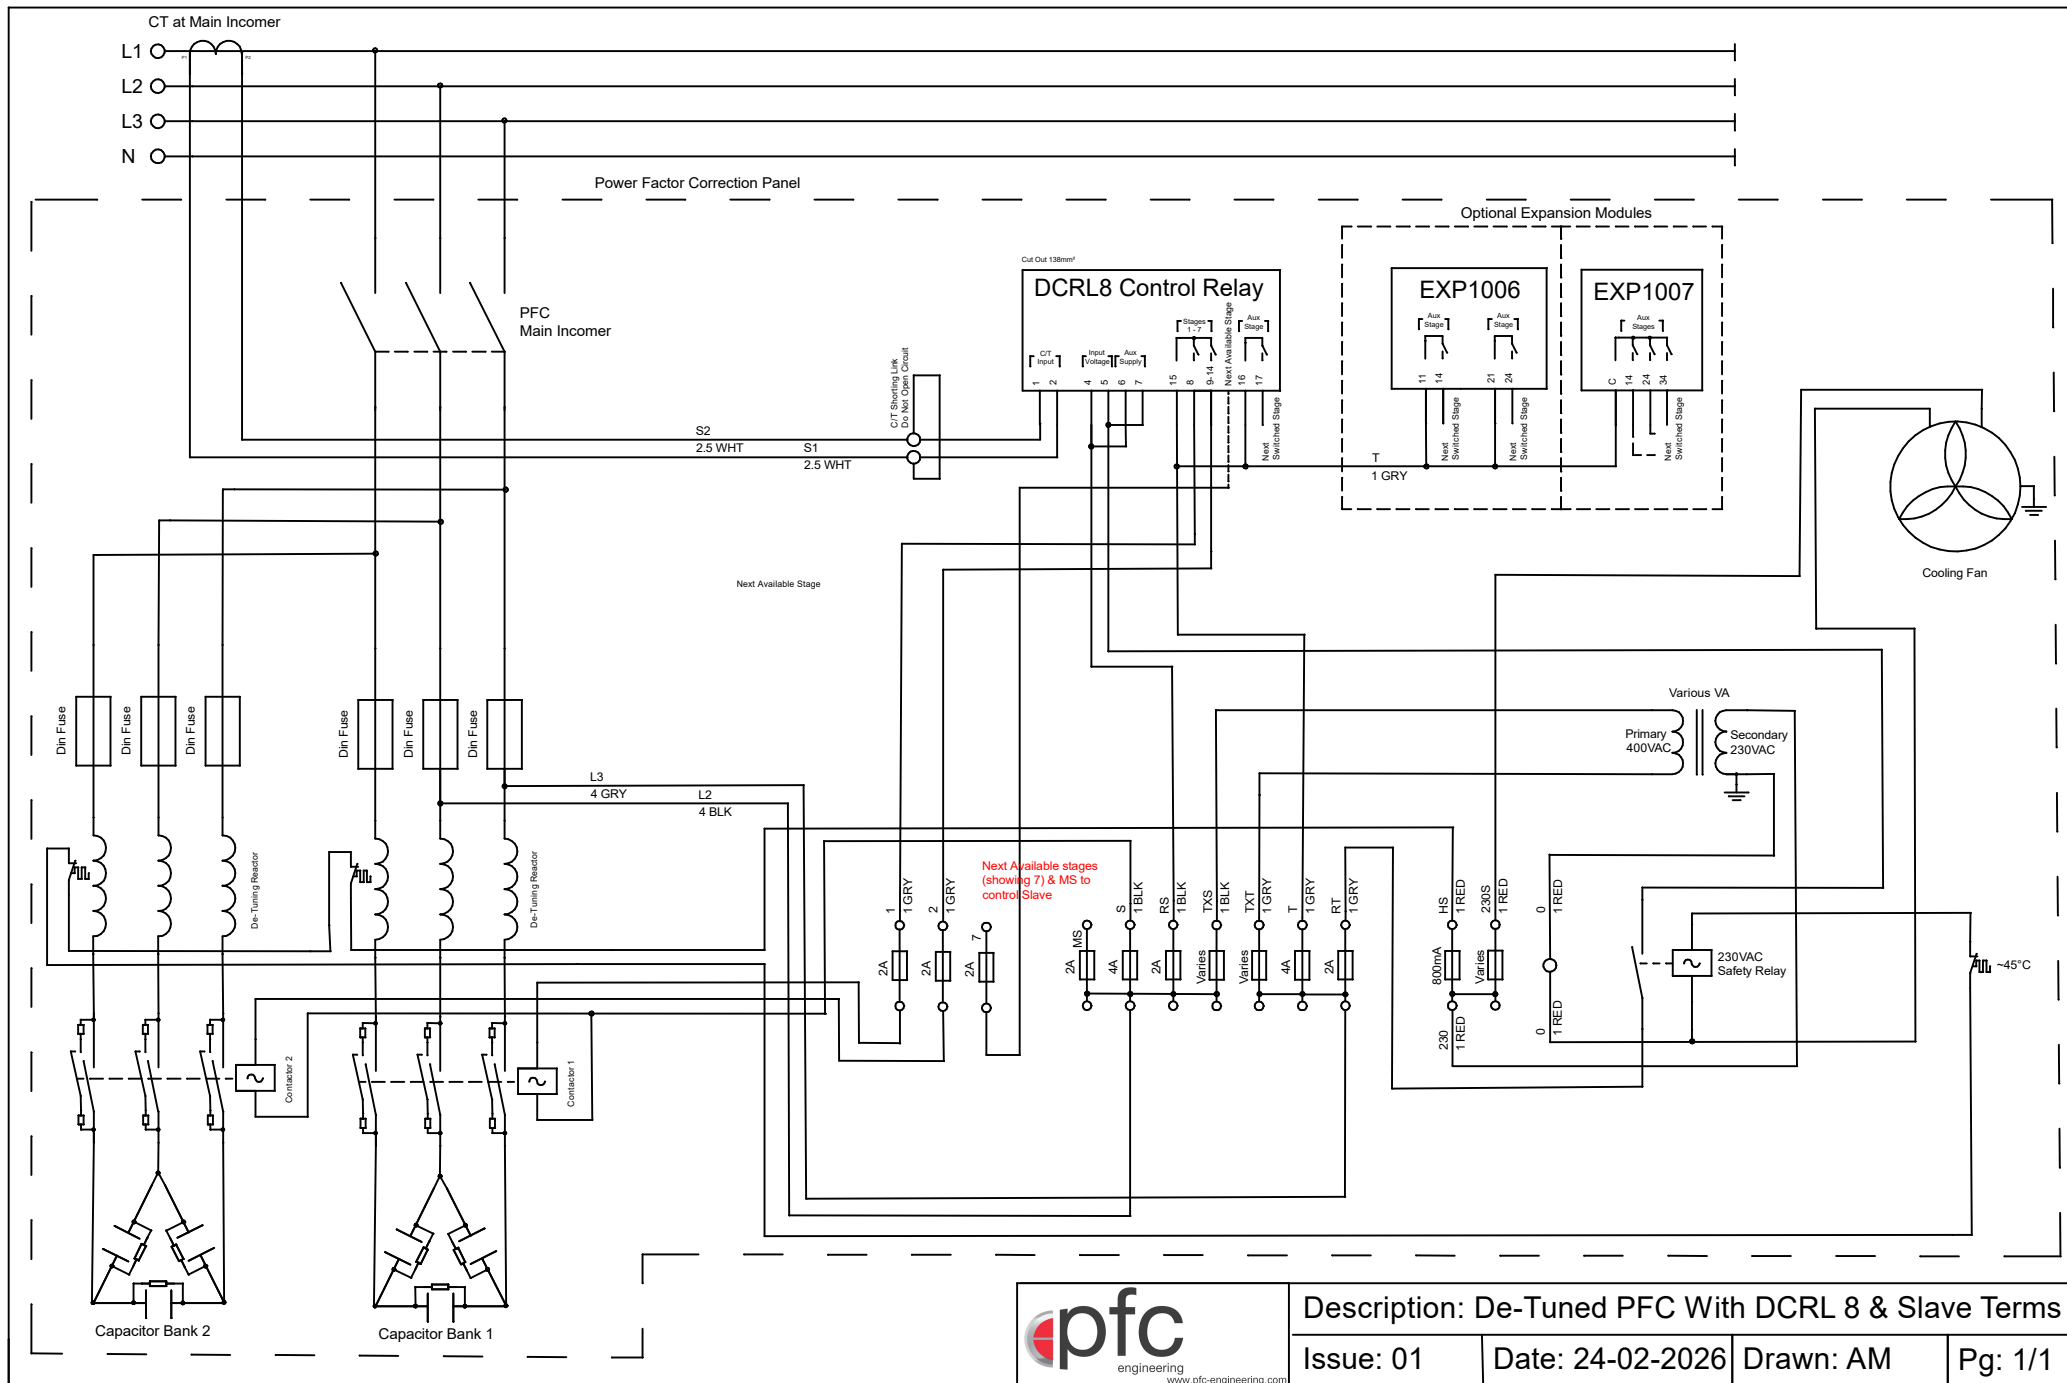 CT at Main Incomer
L1
P1
P2
L2
L3
N
Power Factor Correction Panel
Optional Expansion Modules
Cut Out 138mm²
DCRL8 Control Relay
Stages
1 - 7
Next Available Stage
Aux
Stage
C/T
Input
Input
Voltage
Aux
Supply
1
2
4
5
6
7
15
8
9-14
16
17
Next
Switched Stage
EXP1006
Aux
Stage
Aux
Stage
11
14
21
24
Next
Switched Stage
Next
Switched Stage
EXP1007
Aux
Stages
C
14
24
34
Next
Switched Stage
PFC
Main Incomer
C/T Shorting Link
Do Not Open Circuit
S2
2.5 WHT
S1
2.5 WHT
T
1 GRY
Cooling Fan
Next Available Stage
Din Fuse
Din Fuse
Din Fuse
Din Fuse
Din Fuse
Din Fuse
Various VA
Primary
400VAC
Secondary
230VAC
L3
4 GRY
L2
4 BLK
De-Tuning Reactor
De-Tuning Reactor
Next Available stages
(showing 7) & MS to
control Slave
1
1 GRY
2
1 GRY
7
MS
S
1 BLK
RS
1 BLK
TXS
1 BLK
TXT
1 GRY
T
1 GRY
RT
1 GRY
HS
1 RED
230S
1 RED
0
1 RED
2A
2A
2A
2A
4A
2A
Varies
Varies
4A
2A
800mA
Varies
230VAC
Safety Relay
~45°C
230
1 RED
0
1 RED
Contactor 2
Contactor 1
Capacitor Bank 2
Capacitor Bank 1
pfc
engineering
www.pfc-engineering.com
Description: De-Tuned PFC With DCRL 8 & Slave Terms
Issue: 01
Date: 24-02-2026
Drawn: AM
Pg: 1/1